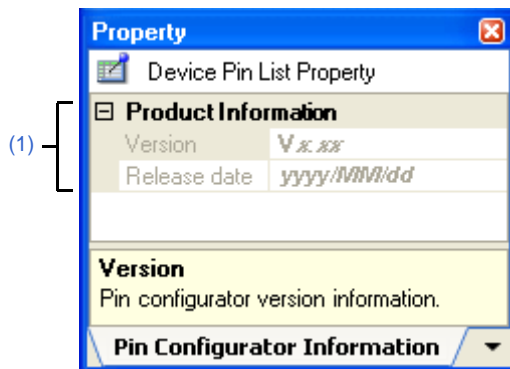 Property
Device Pin List Property
(1)
Product Information
Version Vx.xx
Release date yyyy/MM/dd
Version
Pin configurator version information.
Pin Configurator Information